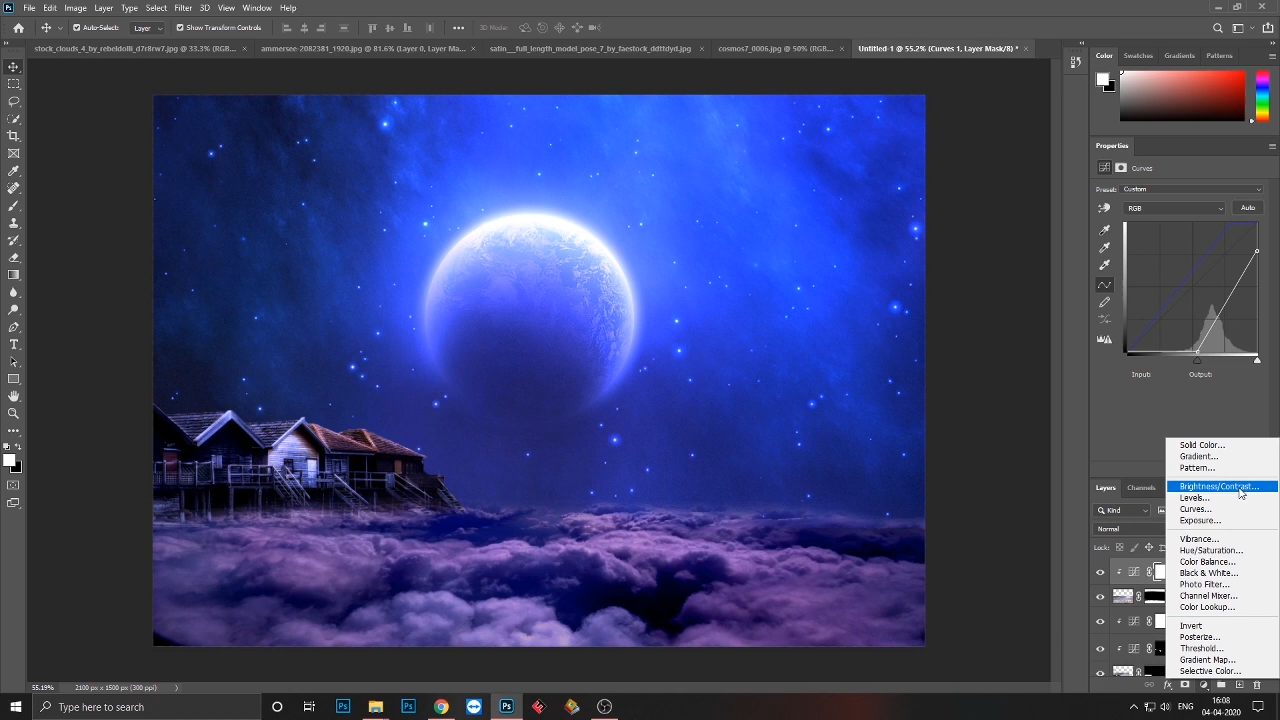 File Edit Image Layer Type Select Filter 3D View Window Help
Auto-Select: Layer Show Transform Controls 3D Mode:
stock_clouds_4_by_rebeldolli_d7r8rw7.jpg @ 33.3% (RGB... ammersee-2082381_1920.jpg @ 81.6% (Layer 0, Layer Ma... satin__full_length_model_pose_7_by_faestock_ddttdyd.jpg cosmos7_0006.jpg @ 50% (RGB... Untitled-1 @ 55.2% (Curves 1, Layer Mask/8) *
Color Swatches Gradients Patterns
Properties
Curves
Preset: Custom
RGB Auto
Input: Output:
Solid Color...
Gradient...
Pattern...
Brightness/Contrast...
Levels...
Curves...
Exposure...
Vibrance...
Hue/Saturation...
Color Balance...
Black & White...
Photo Filter...
Channel Mixer...
Color Lookup...
Invert
Posterize...
Threshold...
Gradient Map...
Selective Color...
Layers Channels
Kind
Normal
Lock:
55.19% 2100 px x 1500 px (300 ppi)
Type here to search
ENG
16:08
04-04-2020